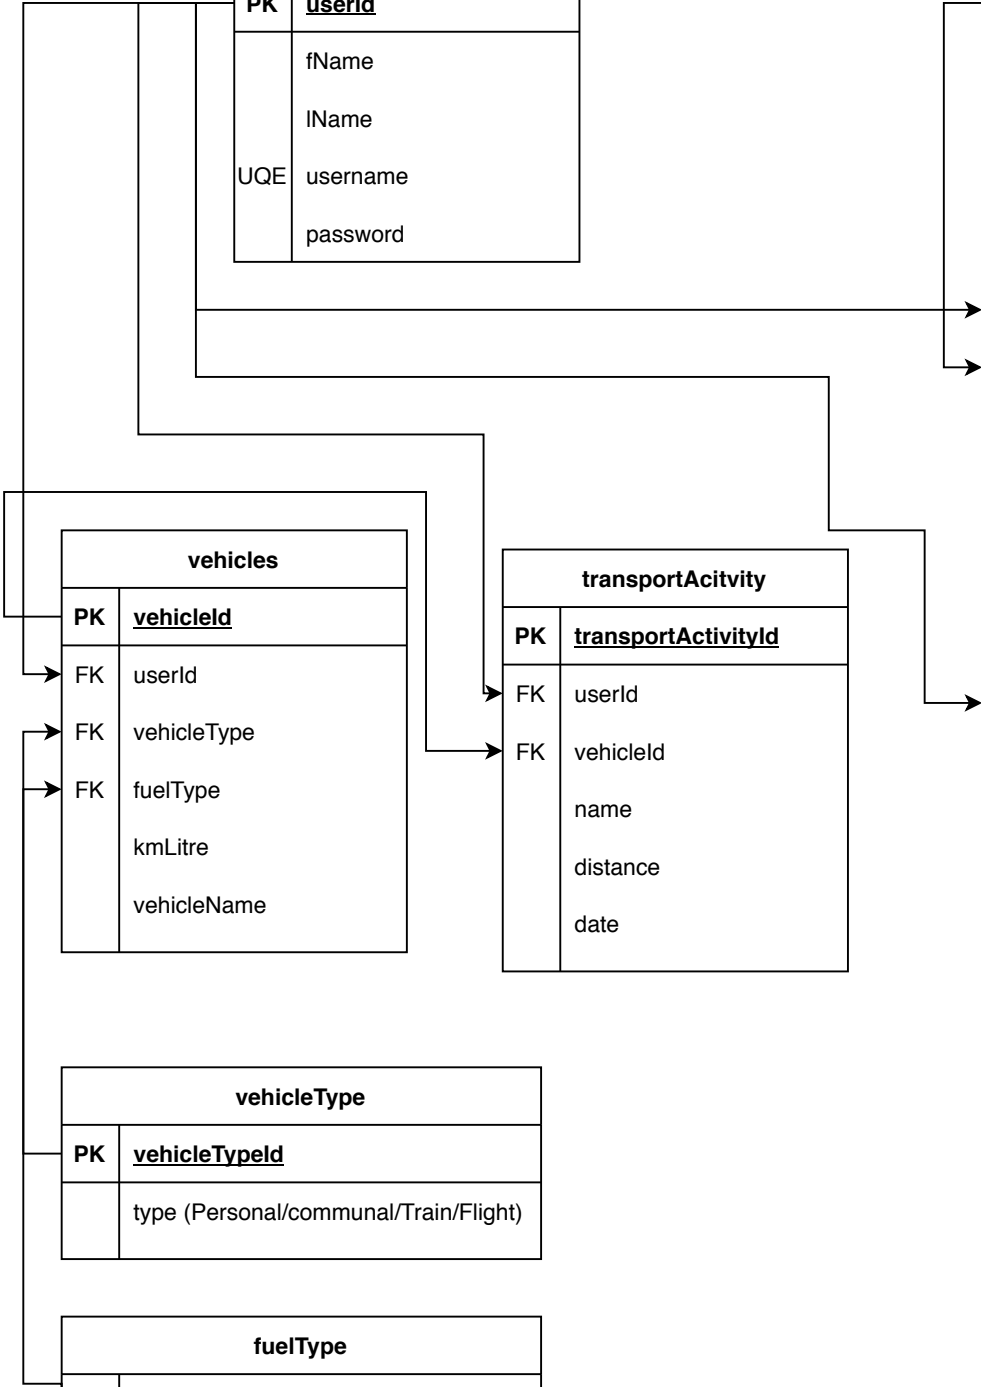 PK userId
fName
lName
UQE username
password
vehicles
PK vehicleId
FK userId
FK vehicleType
FK fuelType
kmLitre
vehicleName
transportAcitvity
PK transportActivityId
FK userId
FK vehicleId
name
distance
date
vehicleType
PK vehicleTypeId
type (Personal/communal/Train/Flight)
fuelType